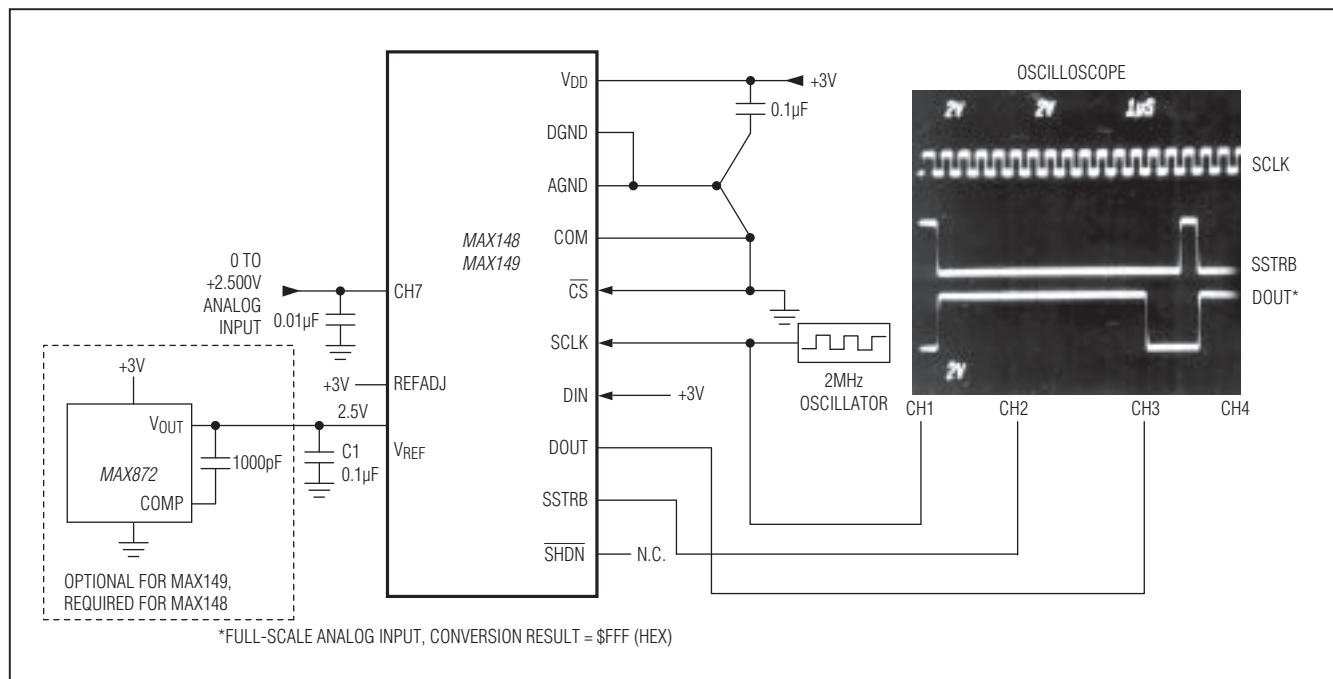 OSCILLOSCOPE
2V 2V 1µS
SCLK
SSTRB
DOUT*
2V
CH1 CH2 CH3 CH4
VDD
+3V
0.1µF
DGND
AGND
MAX148
MAX149
COM
CS
0 TO
+2.500V
ANALOG
INPUT
0.01µF
CH7
SCLK
2MHz
OSCILLATOR
+3V
REFADJ
DIN
+3V
2.5V
VREF
DOUT
C1
0.1µF
SSTRB
SHDN
N.C.
+3V
VOUT
1000pF
MAX872
COMP
OPTIONAL FOR MAX149,
REQUIRED FOR MAX148
*FULL-SCALE ANALOG INPUT, CONVERSION RESULT = $FFF (HEX)